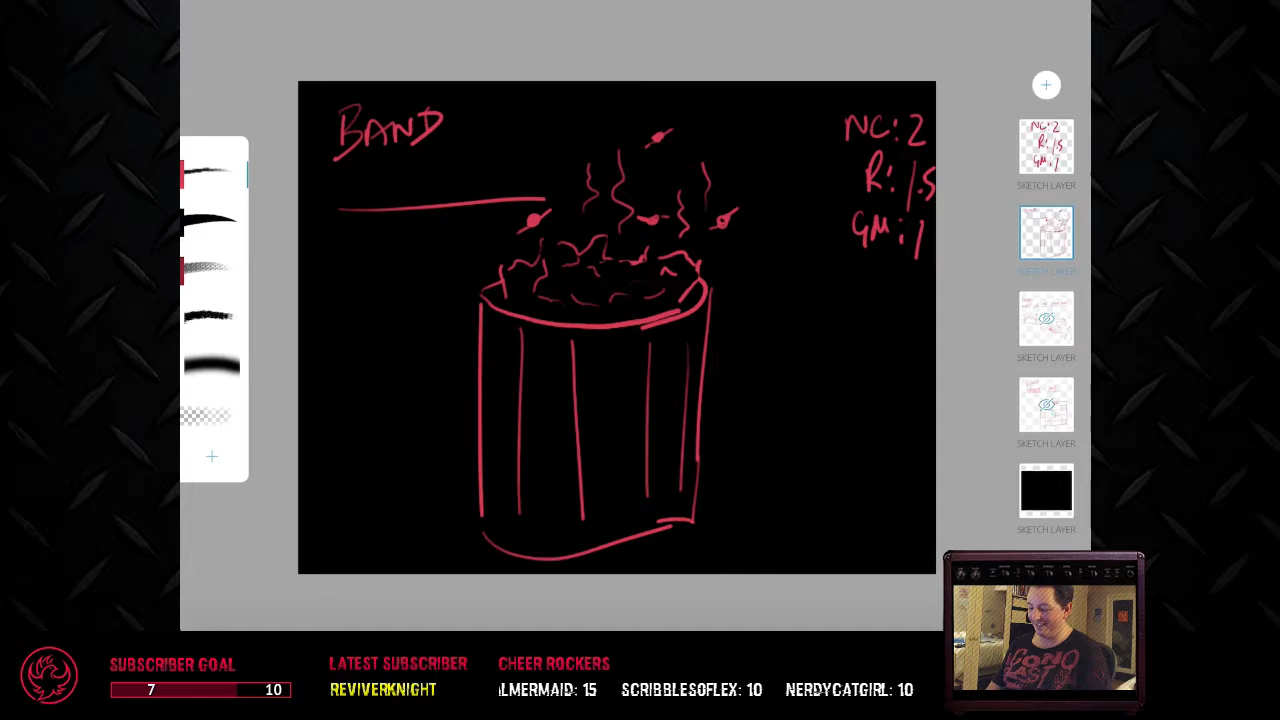 BAND
NC: 2
R: 1.5
GM: 1
SKETCH LAYER
SKETCH LAYER
SKETCH LAYER
SKETCH LAYER
SKETCH LAYER
SUBSCRIBER GOAL
7 10
LATEST SUBSCRIBER
REVIVERKNIGHT
CHEER ROCKERS
LMERMAID: 15 SCRIBBLESOFLEX: 10 NERDYCATGIRL: 10